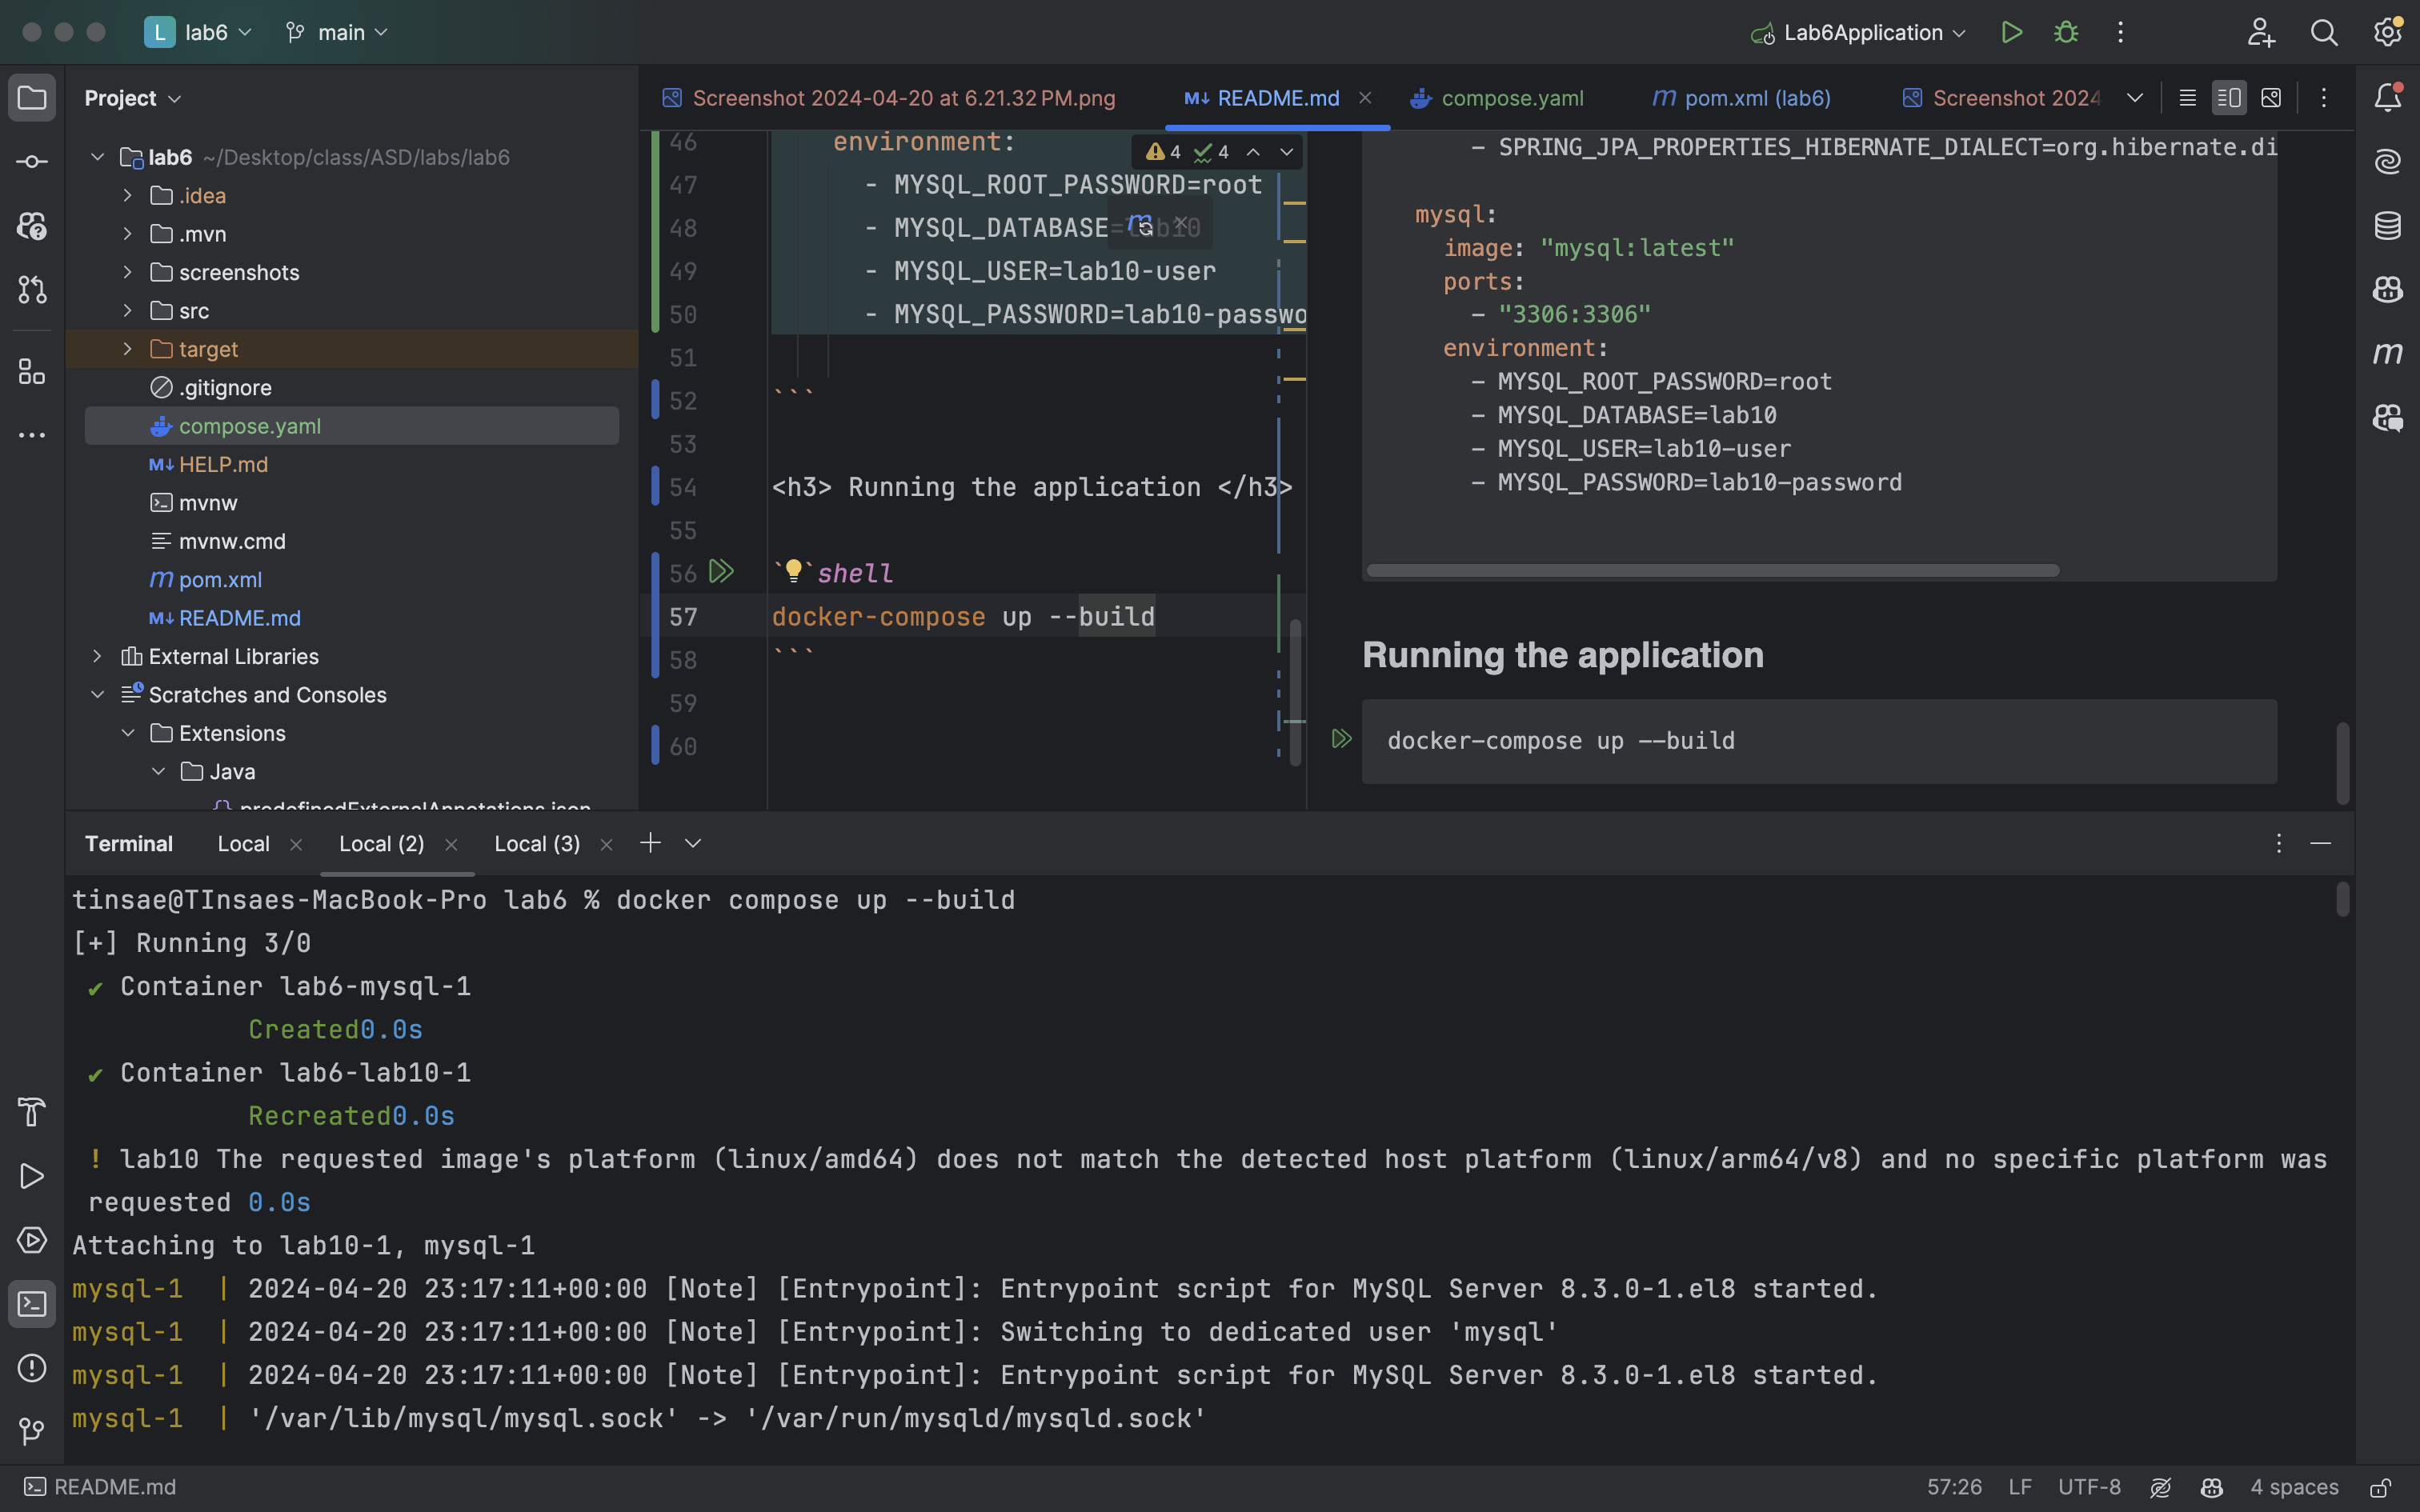 L lab6 main Lab6Application
Project
Screenshot 2024-04-20 at 6.21.32 PM.png
M↓ README.md
compose.yaml
m pom.xml (lab6)
Screenshot 2024
lab6 ~/Desktop/class/ASD/labs/lab6
.idea
.mvn
screenshots
src
target
.gitignore
compose.yaml
M↓ HELP.md
mvnw
mvnw.cmd
m pom.xml
M↓ README.md
External Libraries
Scratches and Consoles
Extensions
Java
predefinedExternalAnnotations.json
4 4
46 environment:
47 - MYSQL_ROOT_PASSWORD=root
48 - MYSQL_DATABASE=lab10
49 - MYSQL_USER=lab10-user
50 - MYSQL_PASSWORD=lab10-passwo
51
52 ```
53
54 <h3> Running the application </h3>
55
56 ``shell
57 docker-compose up --build
58 ```
59
60
- SPRING_JPA_PROPERTIES_HIBERNATE_DIALECT=org.hibernate.di
mysql:
image: "mysql:latest"
ports:
- "3306:3306"
environment:
- MYSQL_ROOT_PASSWORD=root
- MYSQL_DATABASE=lab10
- MYSQL_USER=lab10-user
- MYSQL_PASSWORD=lab10-password
Running the application
docker-compose up --build
Terminal Local Local (2) Local (3)
tinsae@TInsaes-MacBook-Pro lab6 % docker compose up --build
[+] Running 3/0
✔ Container lab6-mysql-1
Created0.0s
✔ Container lab6-lab10-1
Recreated0.0s
! lab10 The requested image's platform (linux/amd64) does not match the detected host platform (linux/arm64/v8) and no specific platform was
requested 0.0s
Attaching to lab10-1, mysql-1
mysql-1 | 2024-04-20 23:17:11+00:00 [Note] [Entrypoint]: Entrypoint script for MySQL Server 8.3.0-1.el8 started.
mysql-1 | 2024-04-20 23:17:11+00:00 [Note] [Entrypoint]: Switching to dedicated user 'mysql'
mysql-1 | 2024-04-20 23:17:11+00:00 [Note] [Entrypoint]: Entrypoint script for MySQL Server 8.3.0-1.el8 started.
mysql-1 | '/var/lib/mysql/mysql.sock' -> '/var/run/mysqld/mysqld.sock'
README.md 57:26 LF UTF-8 4 spaces